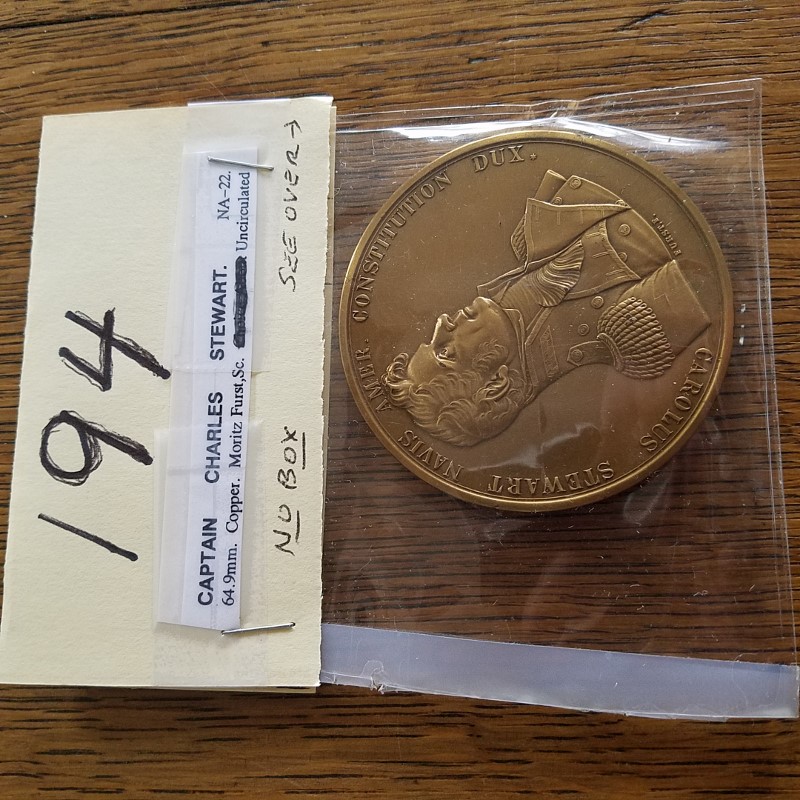 194
CAPTAIN CHARLES STEWART. NA-22.
64.9mm. Copper. Moritz Furst,Sc. Uncirculated
NO BOX SEE OVER →
CAROLUS STEWART NAVIS AMER. CONSTITUTION DUX.
FURST.F.